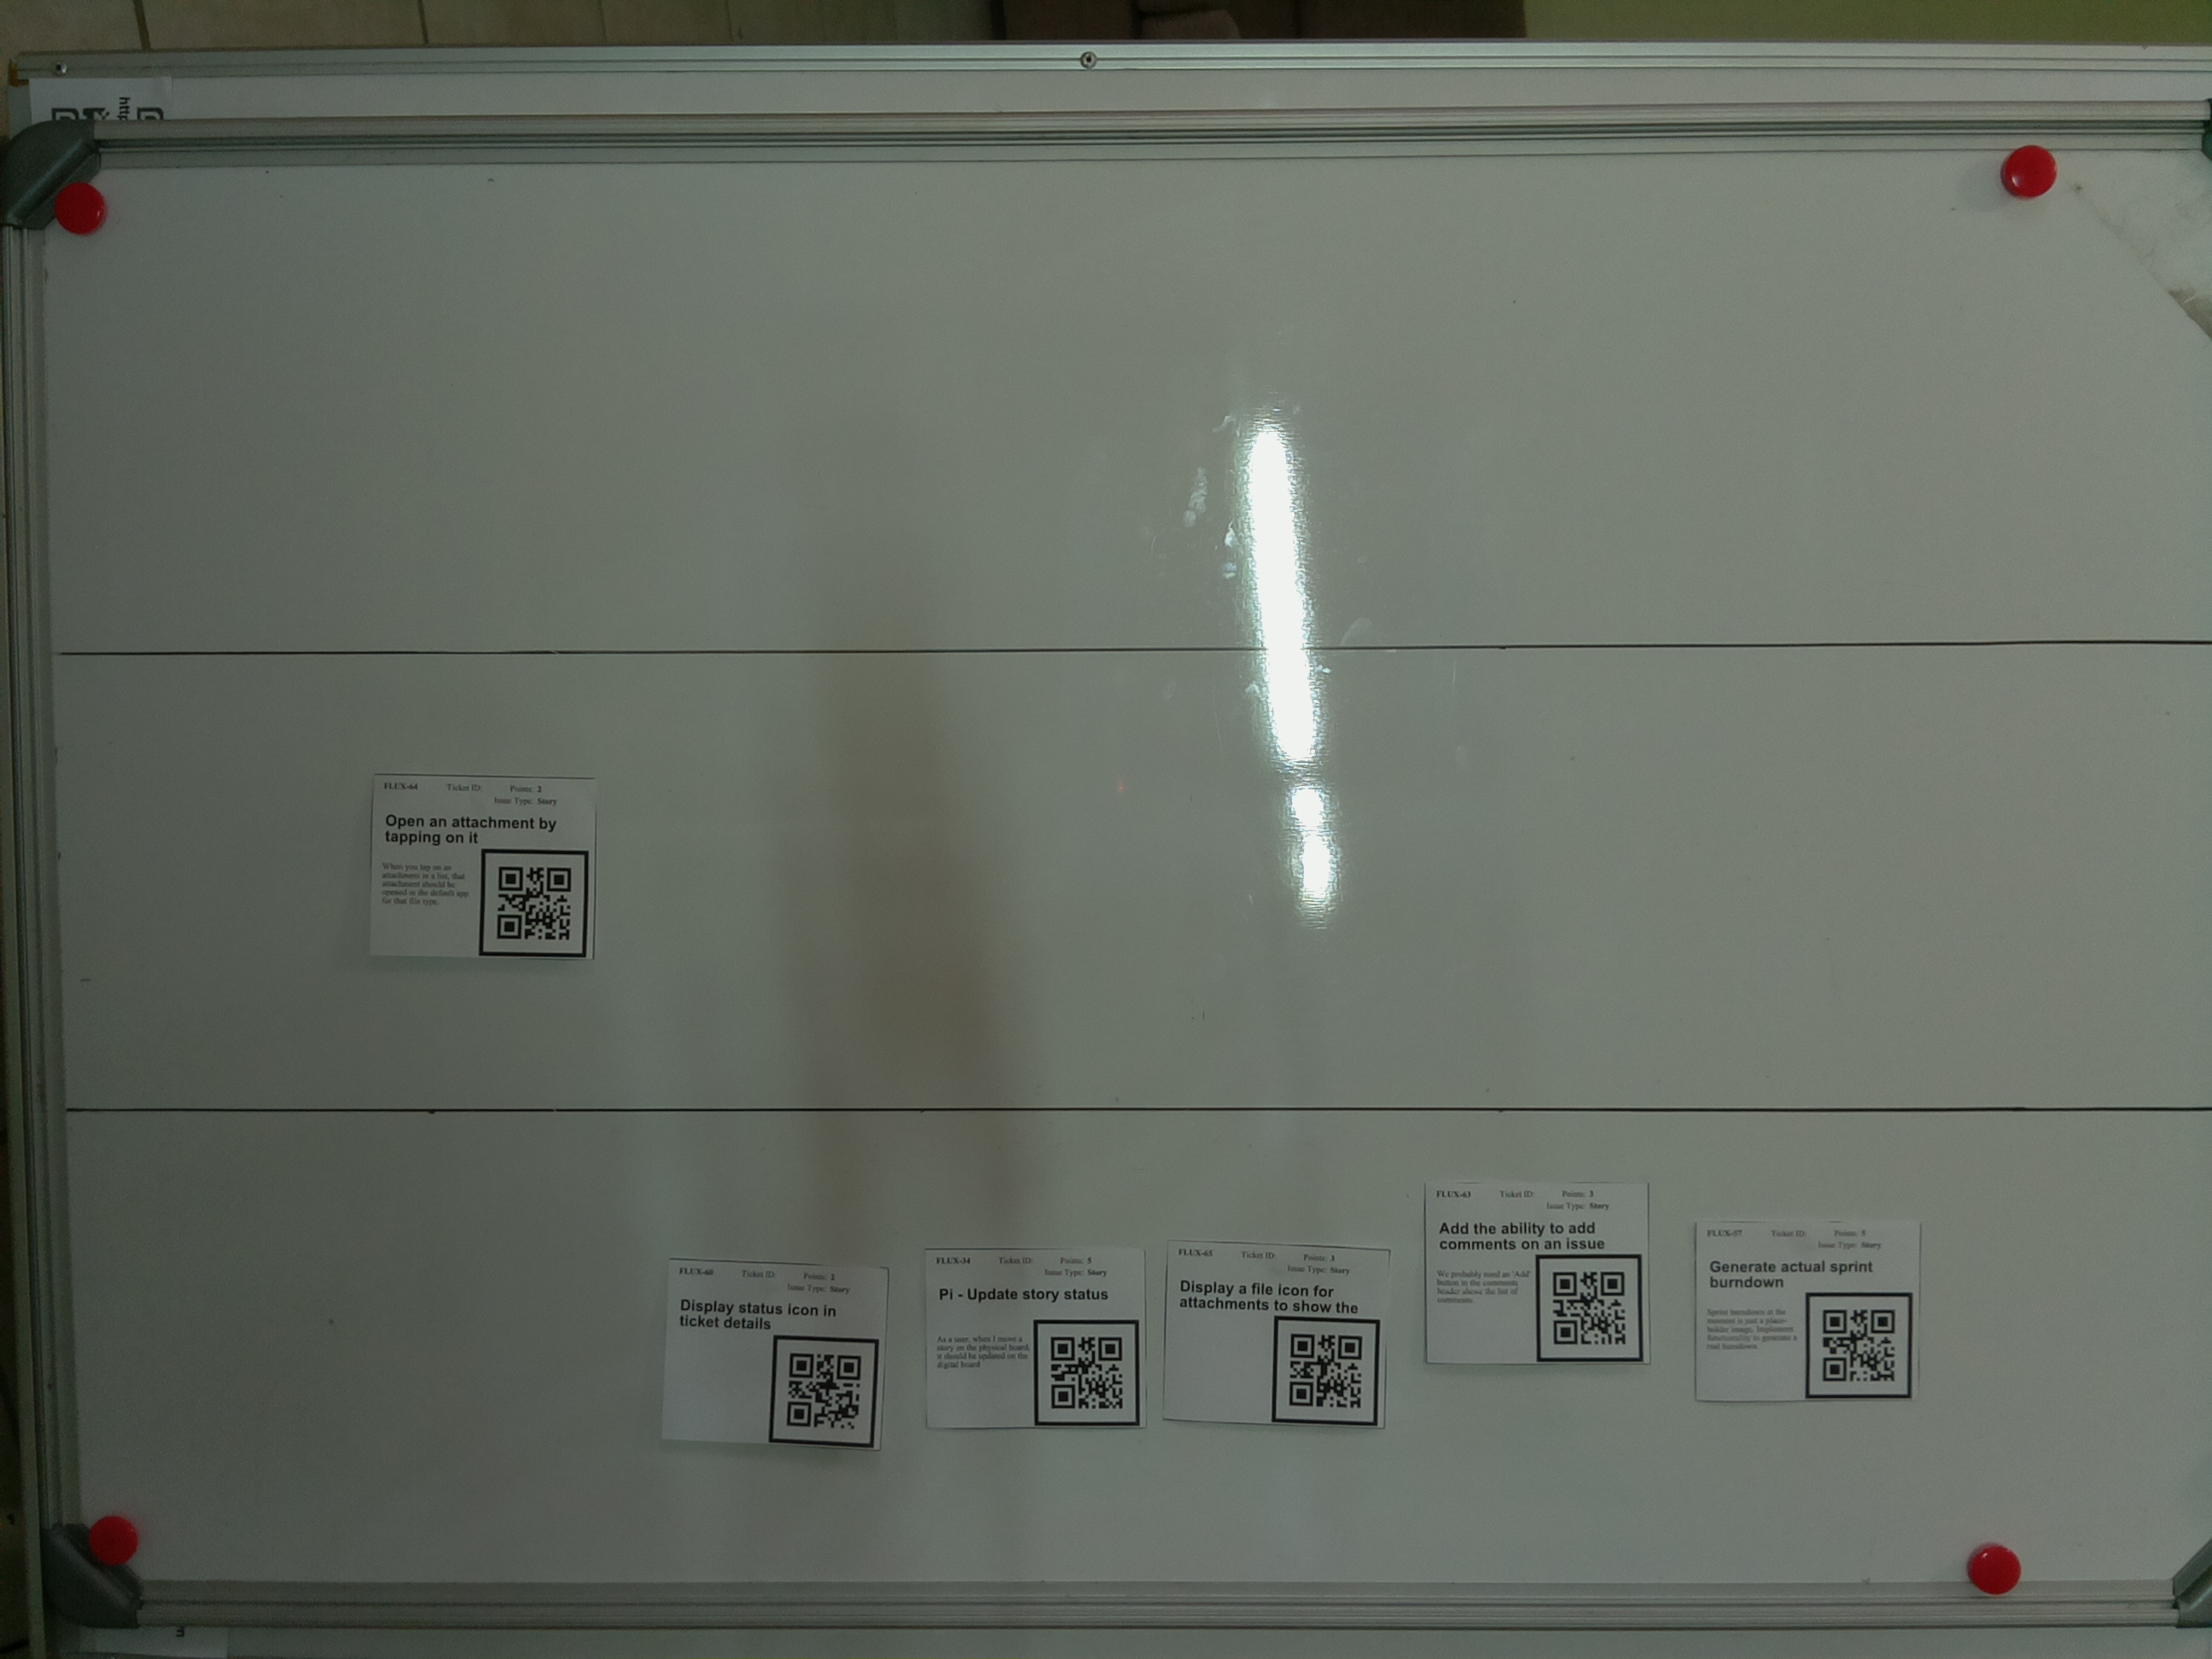 http
FLUX-64 Ticket ID: Points: 2
Issue Type: Story
Open an attachment by
tapping on it
When you tap on an
attachment in a list, that
attachment should be
opened in the default app
for that file type.
FLUX-63 Ticket ID: Points: 3
Issue Type: Story
Add the ability to add
comments on an issue
We probably need an 'Add'
button in the comments
header above the list of
comments.
FLUX-57 Ticket ID: Points: 5
Issue Type: Story
Generate actual sprint
burndown
Sprint burndown at the
moment is just a place-
holder image. Implement
functionality to generate a
real burndown
FLUX-65 Ticket ID: Points: 3
Issue Type: Story
Display a file icon for
attachments to show the
FLUX-34 Ticket ID: Points: 5
Issue Type: Story
Pi - Update story status
As a user, when I move a
story on the physical board,
it should be updated on the
digital board
FLUX-60 Ticket ID: Points:
Issue Type: Story
Display status icon in
ticket details